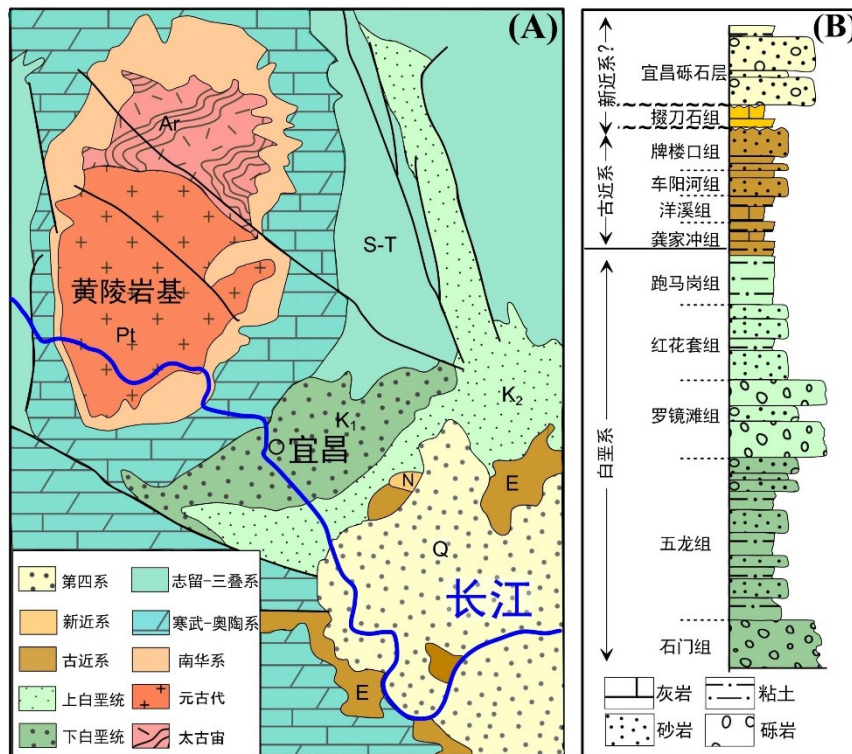 (A)
Ar
S-T
黄陵岩基
Pt
K₁
K₂
宜昌
N
E
Q
长江
E
第四系
志留-三叠系
新近系
寒武-奥陶系
古近系
南华系
上白垩统
元古代
下白垩统
太古宙
(B)
新近系?
宜昌砾石层
掇刀石组
古近系
牌楼口组
车阳河组
洋溪组
龚家冲组
白垩系
跑马岗组
红花套组
罗镜滩组
五龙组
石门组
灰岩
粘土
砂岩
砾岩